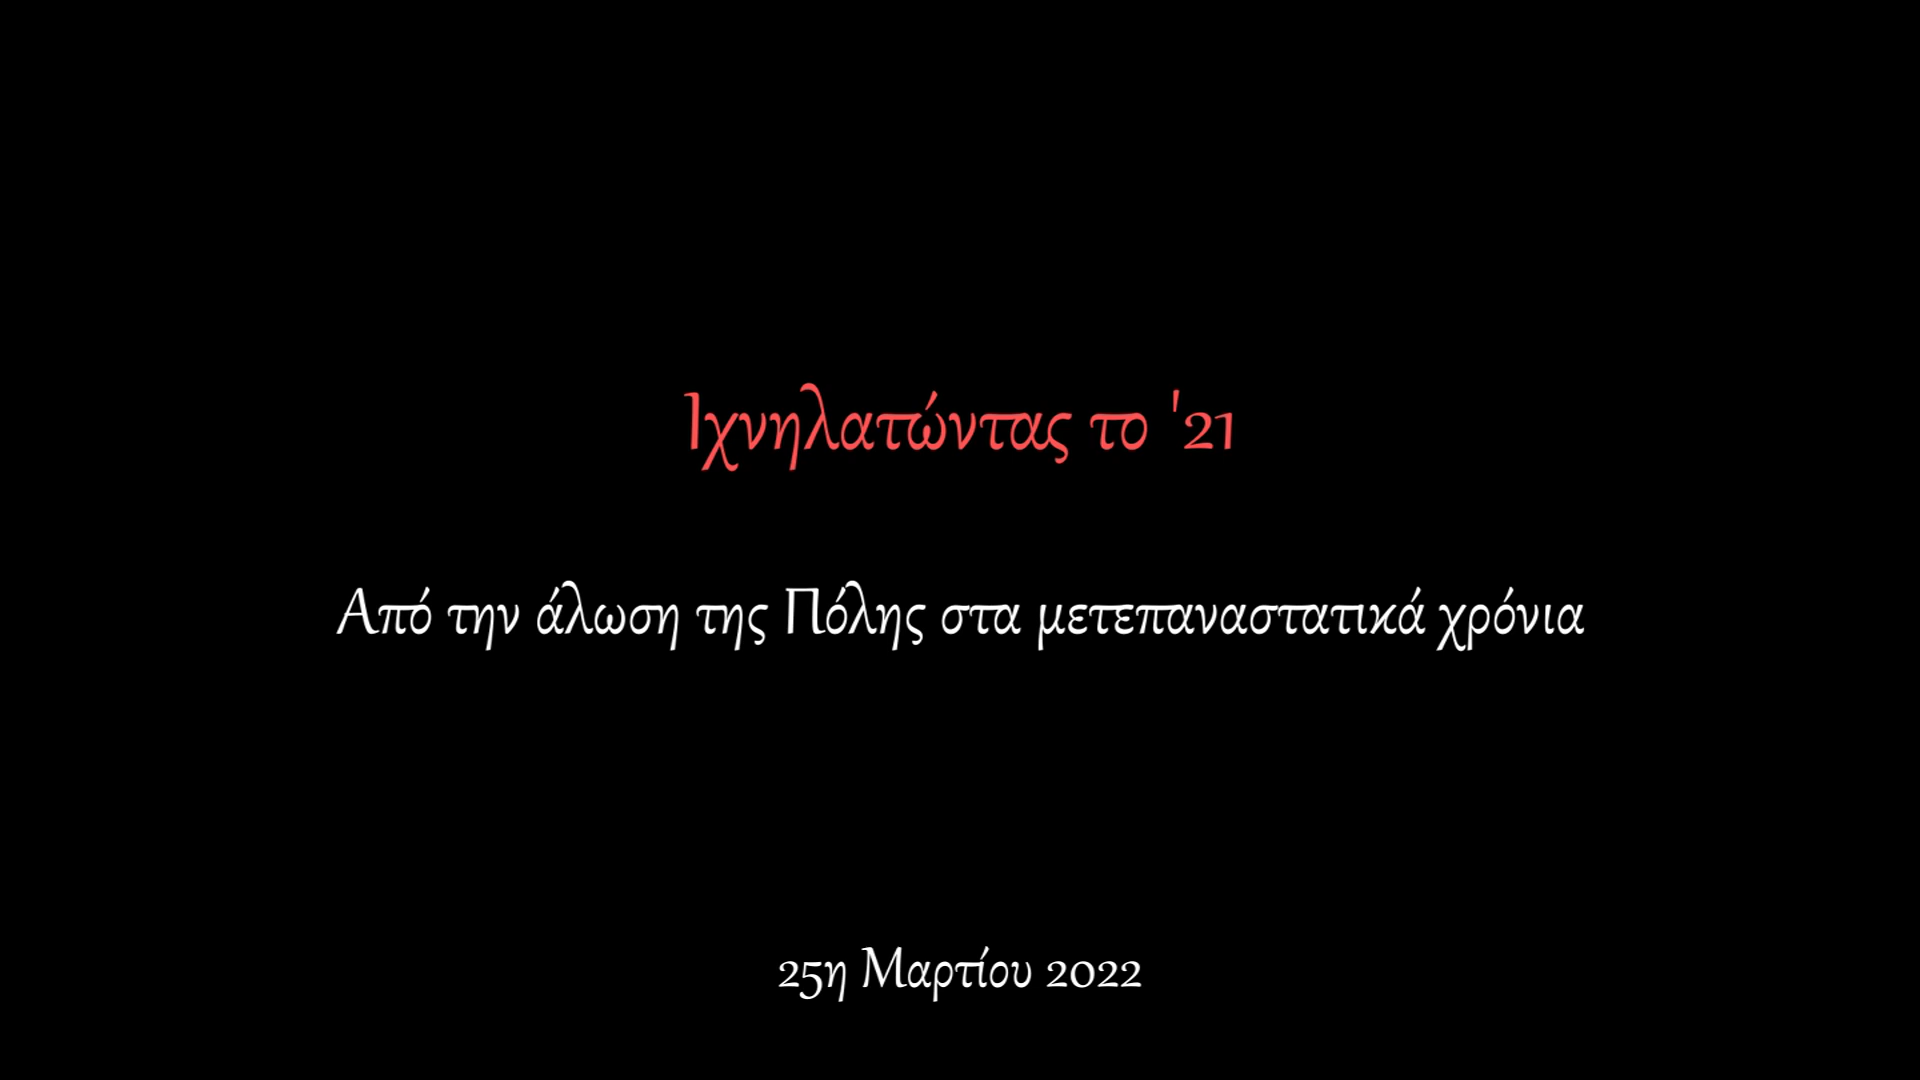 Ιχνηλατώντας το '21
Από την άλωση της Πόλης στα μετεπαναστατικά χρόνια
25η Μαρτίου 2022